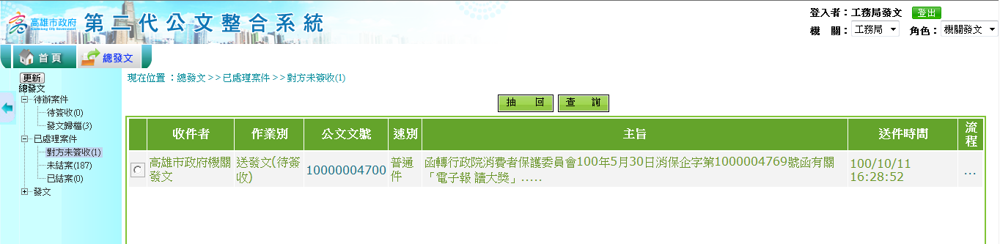 高雄市政府
Kaohsiung City Government
第二代公文整合系統
登入者：工務局發文 登出
機 關：工務局 角色：機關發文
首頁 總發文
更新
總發文
待辦案件
待簽收(0)
發文歸檔(3)
已處理案件
對方未簽收(1)
未結案(187)
已結案(0)
發文
現在位置 ：總發文>>已處理案件>>對方未簽收(1)
抽 回 查 詢
收件者 作業別 公文文號 速別 主旨 送件時間 流程
高雄市政府機關發文 送發文(待簽收) 10000004700 普通件 函轉行政院消費者保護委員會100年5月30日消保企字第1000004769號函有關「電子報 讀大獎」..... 100/10/11 16:28:52 ...